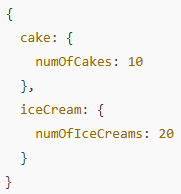 {
  cake: {
    numOfCakes: 10
  },
  iceCream: {
    numOfIceCreams: 20
  }
}